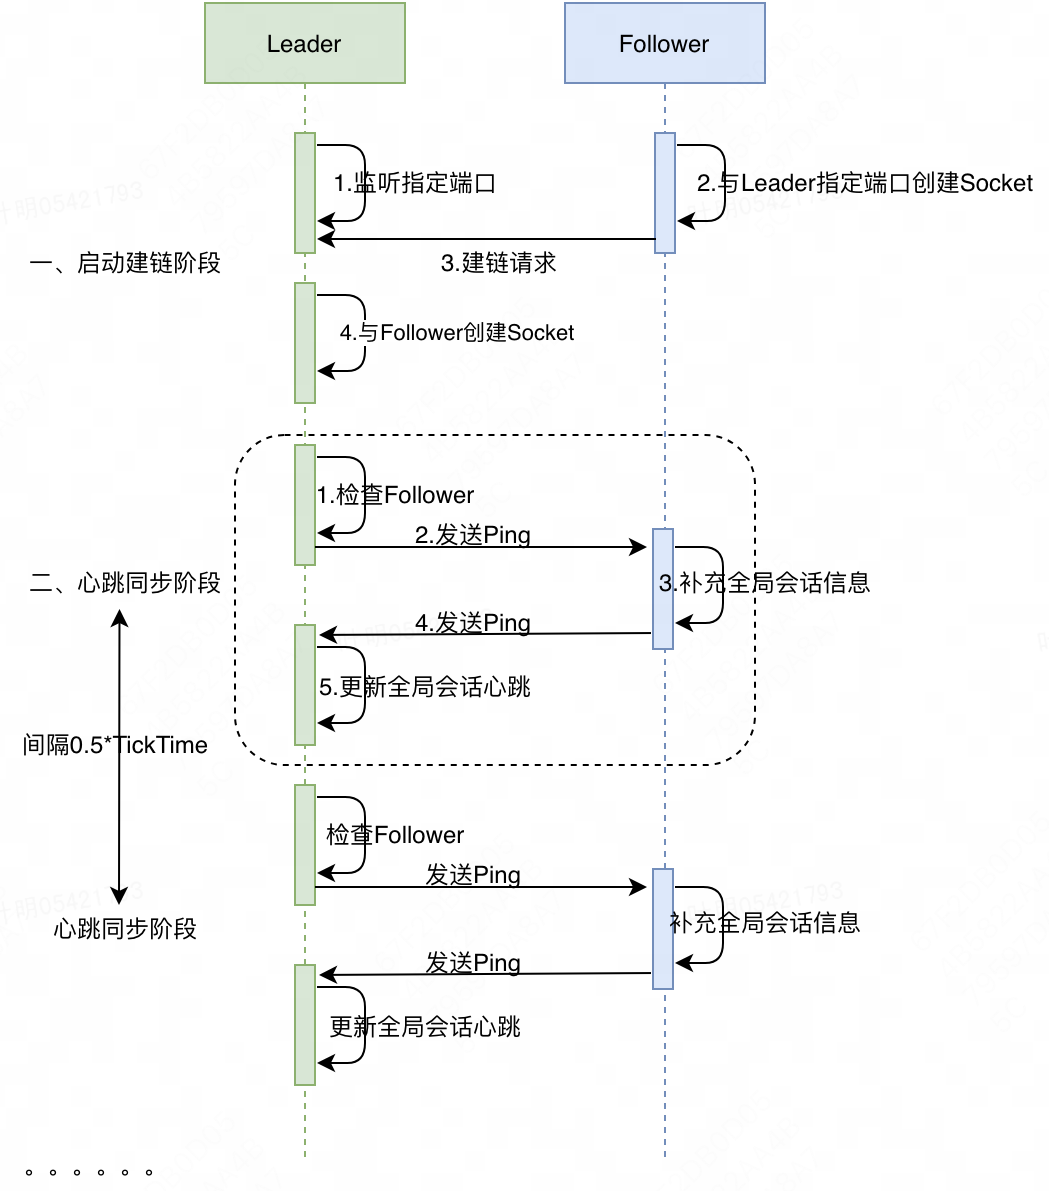 Leader
Follower
1.监听指定端口
2.与Leader指定端口创建Socket
3.建链请求
一、启动建链阶段
4.与Follower创建Socket
1.检查Follower
2.发送Ping
二、心跳同步阶段
3.补充全局会话信息
4.发送Ping
5.更新全局会话心跳
间隔0.5*TickTime
检查Follower
发送Ping
心跳同步阶段
补充全局会话信息
发送Ping
更新全局会话心跳
。。。。。。